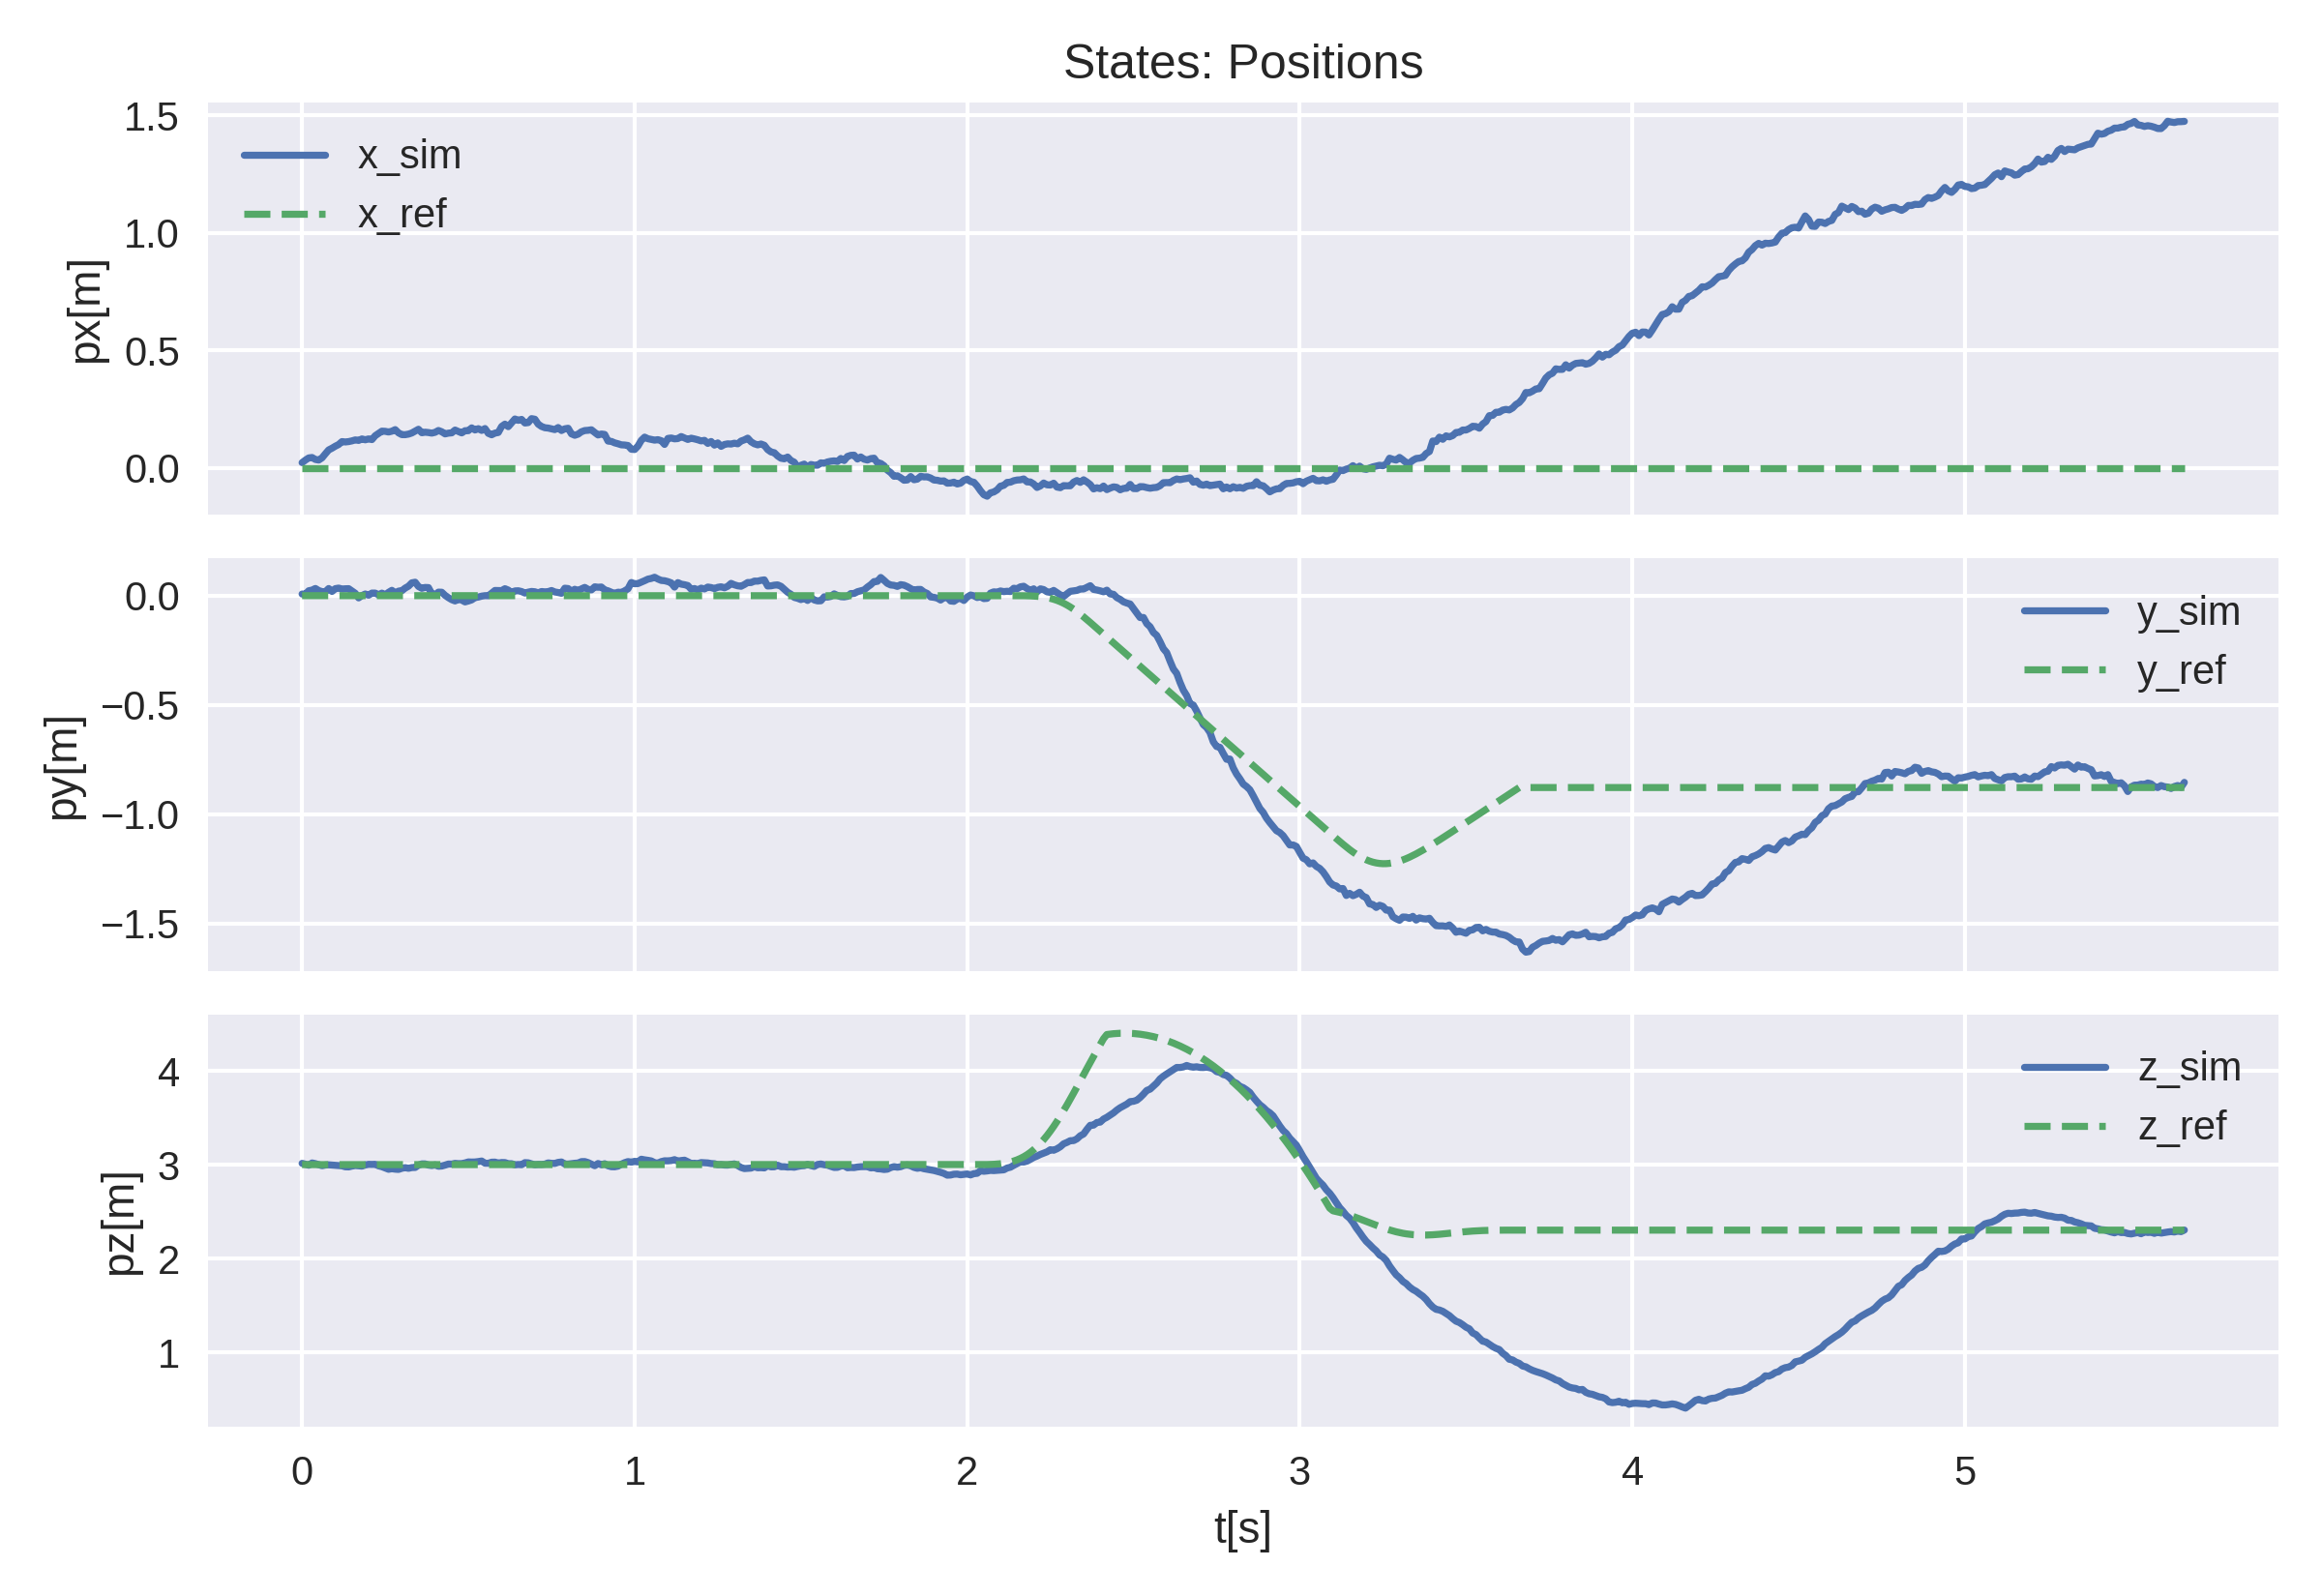 States: Positions
1.5
1.0
0.5
0.0
px[m]
x_sim
x_ref
0.0
−0.5
−1.0
−1.5
py[m]
y_sim
y_ref
4
3
2
1
pz[m]
z_sim
z_ref
0 1 2 3 4 5
t[s]